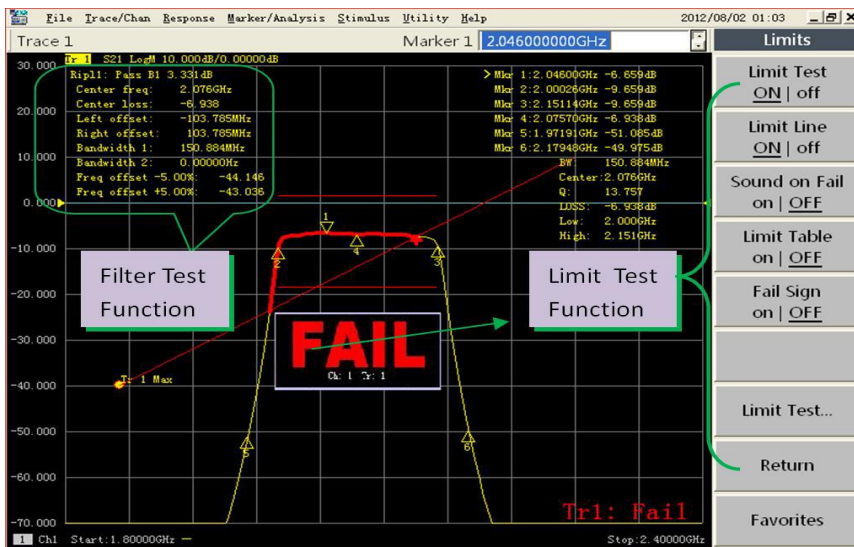 File Trace/Chan Response Marker/Analysis Stimulus Utility Help 2012/08/02 01:03
Trace 1 Marker 1 2.046000000GHz Limits
Tr 1 S21 LogM 10.000dB/0.00000dB
Ripl1: Pass B1 3.331dB
Center freq: 2.076GHz
Center loss: -6.938
Left offset: -103.785MHz
Right offset: 103.785MHz
Bandwidth 1: 150.884MHz
Bandwidth 2: 0.00000Hz
Freq offset -5.00%: -44.146
Freq offset +5.00%: -43.036
>Mkr 1:2.04600GHz -6.659dB
Mkr 2:2.00026GHz -9.659dB
Mkr 3:2.15114GHz -9.659dB
Mkr 4:2.07570GHz -6.938dB
Mkr 5:1.97191GHz -51.085dB
Mkr 6:2.17948GHz -49.975dB
BW: 150.884MHz
Center:2.076GHz
Q: 13.757
LOSS: -6.938dB
Low: 2.000GHz
High: 2.151GHz
30.000
20.000
10.000
0.000
-10.000
-20.000
-30.000
-40.000
-50.000
-60.000
-70.000
1
2
4
3
5
6
Filter Test
Function
Limit Test
Function
FAIL
Ch: 1 Tr: 1
Tr 1 Max
Tr1: Fail
1 Ch1 Start:1.80000GHz
Stop:2.40000GHz
Limit Test
ON | off
Limit Line
ON | off
Sound on Fail
on | OFF
Limit Table
on | OFF
Fail Sign
on | OFF
Limit Test...
Return
Favorites